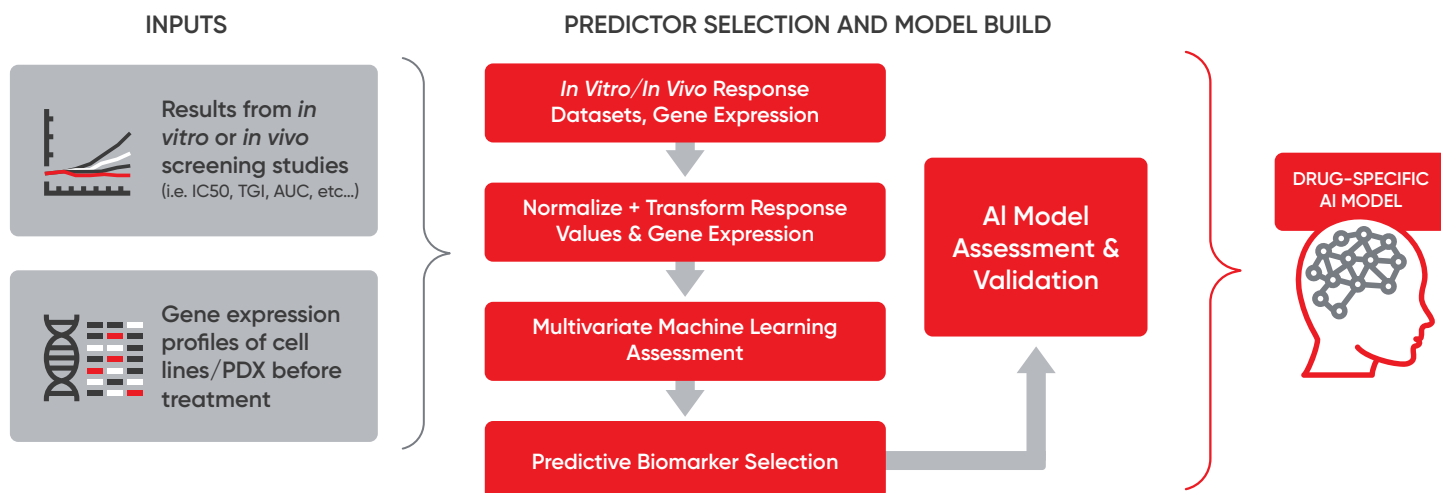 INPUTS
Results from in
vitro or in vivo
screening studies
(i.e. IC50, TGI, AUC, etc...)
Gene expression
profiles of cell
lines/PDX before
treatment
PREDICTOR SELECTION AND MODEL BUILD
In Vitro/In Vivo Response
Datasets, Gene Expression
Normalize + Transform Response
Values & Gene Expression
Multivariate Machine Learning
Assessment
Predictive Biomarker Selection
AI Model
Assessment &
Validation
DRUG-SPECIFIC
AI MODEL